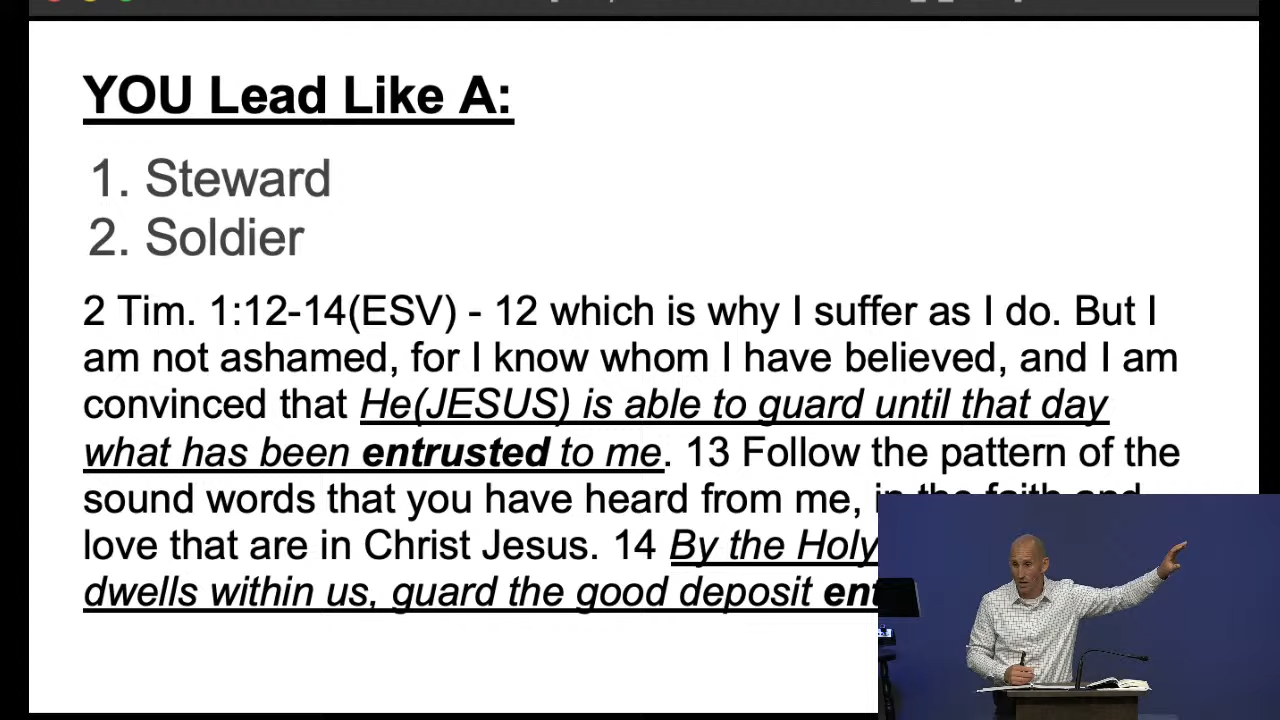 YOU Lead Like A:
1. Steward
2. Soldier
2 Tim. 1:12-14(ESV) - 12 which is why I suffer as I do. But I
am not ashamed, for I know whom I have believed, and I am
convinced that He(JESUS) is able to guard until that day
what has been entrusted to me. 13 Follow the pattern of the
sound words that you have heard from me, in the faith and
love that are in Christ Jesus. 14 By the Holy
dwells within us, guard the good deposit